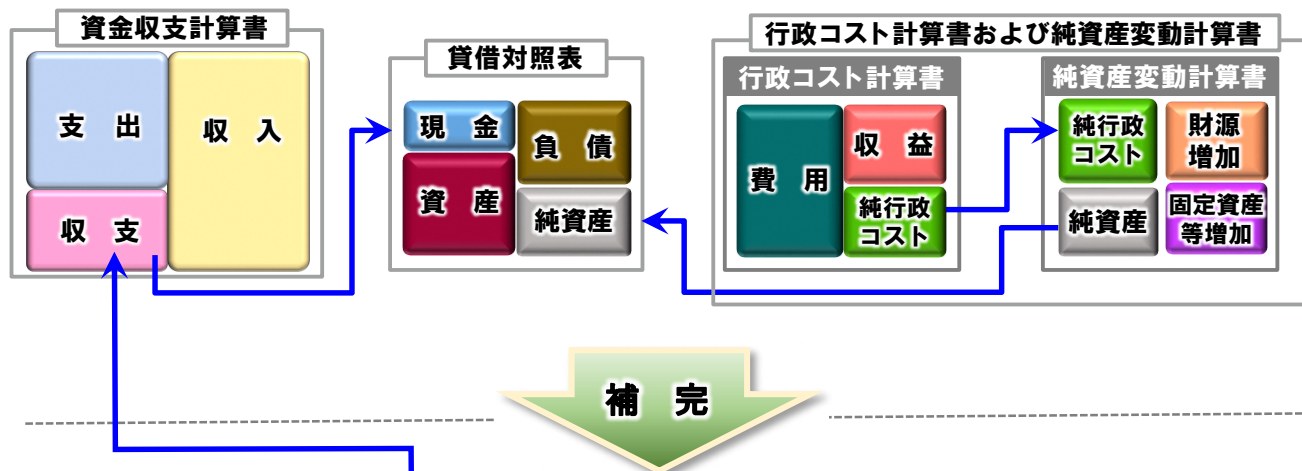 資金収支計算書
支 出
収 入
収 支
貸借対照表
現 金
負 債
資 産
純資産
行政コスト計算書および純資産変動計算書
行政コスト計算書
費 用
収 益
純行政
コスト
純資産変動計算書
純行政
コスト
財源
増加
純資産
固定資産
等増加
補 完